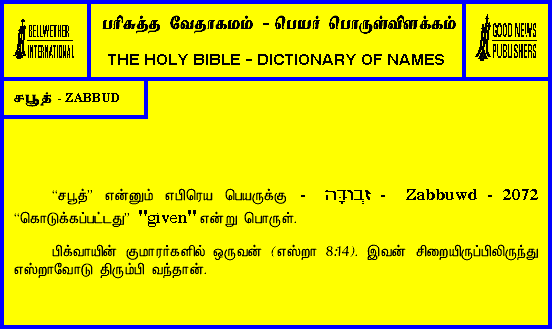 BELLWETHER
INTERNATIONAL
பரிசுத்த வேதாகமம் - பெயர் பொருள்விளக்கம்
THE HOLY BIBLE - DICTIONARY OF NAMES
GOOD NEWS
PUBLISHERS
சபூத் - ZABBUD
“சபூத்” என்னும் எபிரெய பெயருக்கு - זְבוּדָה - Zabbuwd - 2072
“கொடுக்கப்பட்டது” "given" என்று பொருள்.
பிக்வாயின் குமாரர்களில் ஒருவன் (எஸ்றா 8:14). இவன் சிறையிருப்பிலிருந்து
எஸ்றாவோடு திரும்பி வந்தான்.